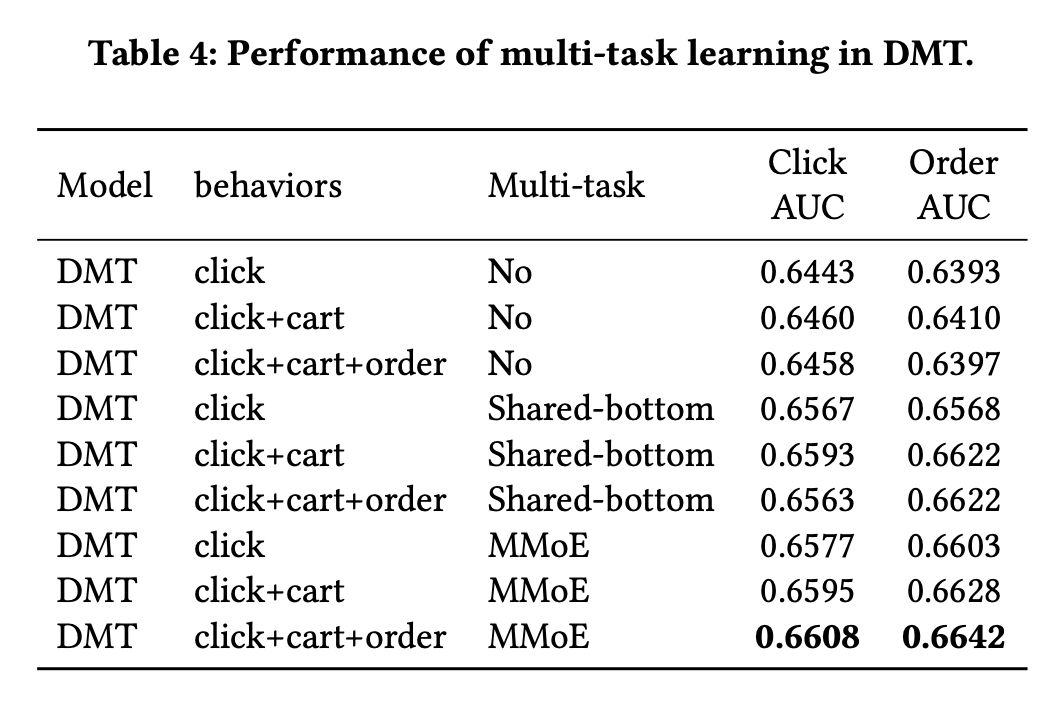 Table 4: Performance of multi-task learning in DMT.
Model behaviors Multi-task Click AUC Order AUC
DMT click No 0.6443 0.6393
DMT click+cart No 0.6460 0.6410
DMT click+cart+order No 0.6458 0.6397
DMT click Shared-bottom 0.6567 0.6568
DMT click+cart Shared-bottom 0.6593 0.6622
DMT click+cart+order Shared-bottom 0.6563 0.6622
DMT click MMoE 0.6577 0.6603
DMT click+cart MMoE 0.6595 0.6628
DMT click+cart+order MMoE 0.6608 0.6642